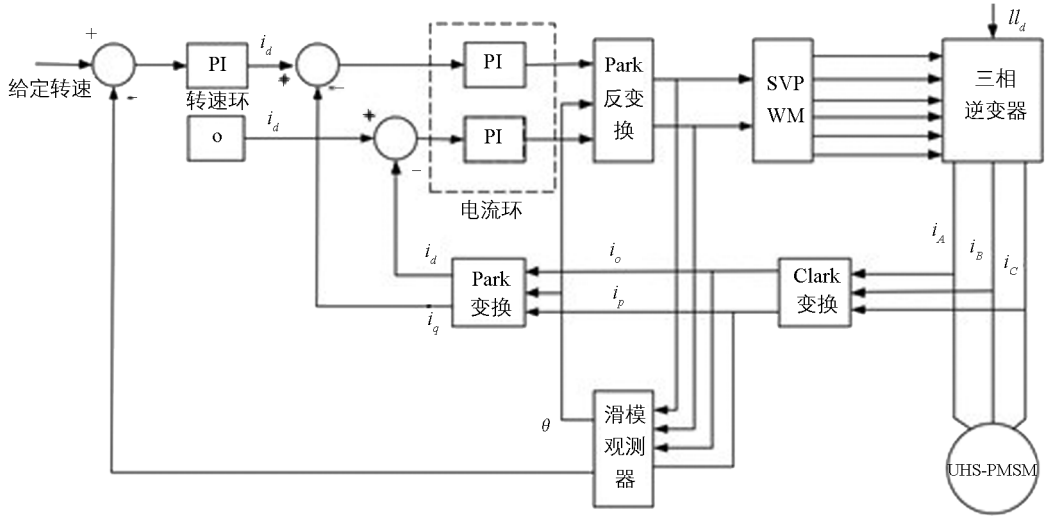 ll_d
+
PI
i_d
PI
Park
反变
换
SVP
WM
三相
逆变器
给定转速
转速环
*
-
o
i_d
*
PI
-
电流环
i_A
i_B
i_C
i_d
i_o
Park
变换
i_p
Clark
变换
i_q
θ
滑模
观测
器
UHS-PMSM